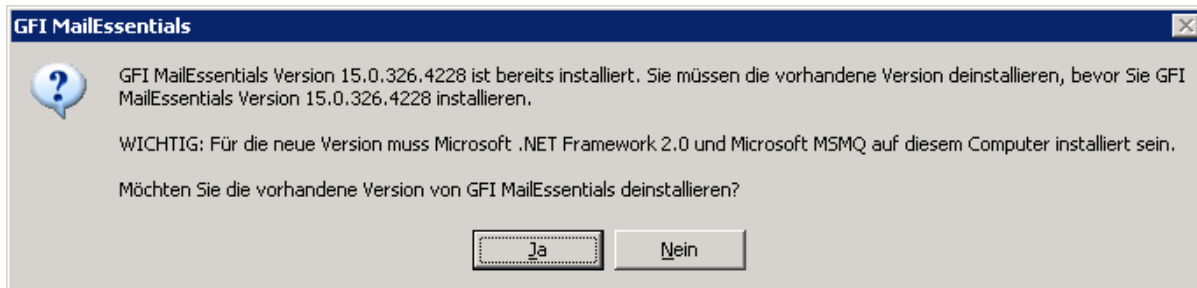 GFI MailEssentials
GFI MailEssentials Version 15.0.326.4228 ist bereits installiert. Sie müssen die vorhandene Version deinstallieren, bevor Sie GFI
MailEssentials Version 15.0.326.4228 installieren.
WICHTIG: Für die neue Version muss Microsoft .NET Framework 2.0 und Microsoft MSMQ auf diesem Computer installiert sein.
Möchten Sie die vorhandene Version von GFI MailEssentials deinstallieren?
Ja
Nein